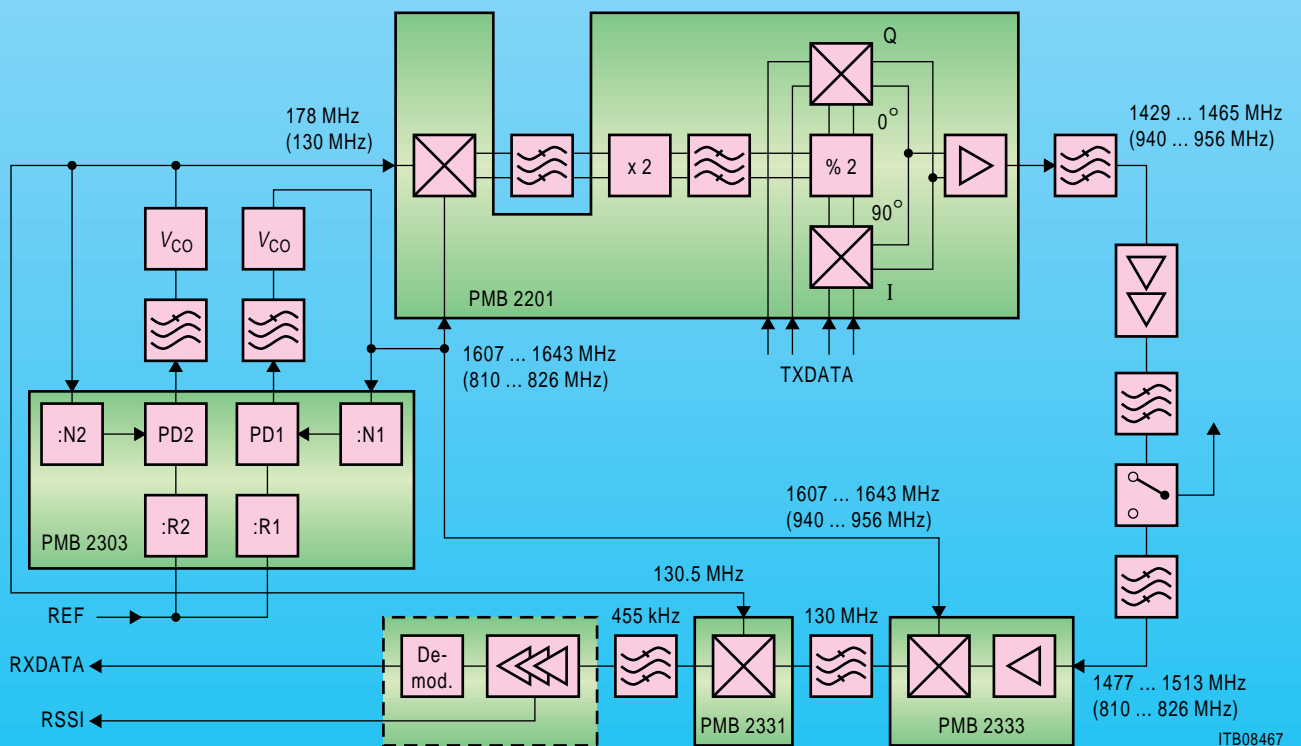 178 MHz
(130 MHz)
Q
0°
x 2
% 2
90°
I
1429 ... 1465 MHz
(940 ... 956 MHz)
VCO
VCO
PMB 2201
1607 ... 1643 MHz
(810 ... 826 MHz)
TXDATA
:N2
PD2
PD1
:N1
:R2
:R1
PMB 2303
1607 ... 1643 MHz
(940 ... 956 MHz)
130.5 MHz
REF
455 kHz
130 MHz
RXDATA
De-
mod.
RSSI
PMB 2331
PMB 2333
1477 ... 1513 MHz
(810 ... 826 MHz)
ITB08467